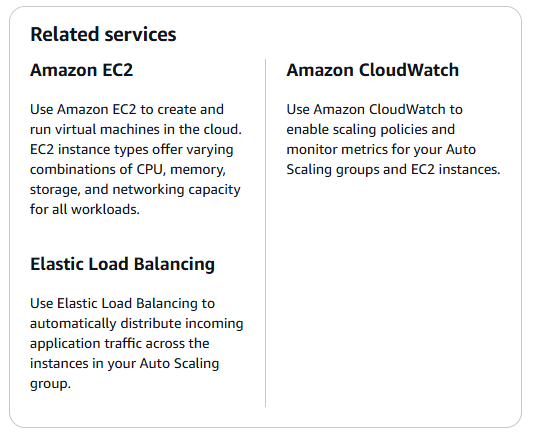 Related services
Amazon EC2
Use Amazon EC2 to create and
run virtual machines in the cloud.
EC2 instance types offer varying
combinations of CPU, memory,
storage, and networking capacity
for all workloads.
Elastic Load Balancing
Use Elastic Load Balancing to
automatically distribute incoming
application traffic across the
instances in your Auto Scaling
group.
Amazon CloudWatch
Use Amazon CloudWatch to
enable scaling policies and
monitor metrics for your Auto
Scaling groups and EC2 instances.